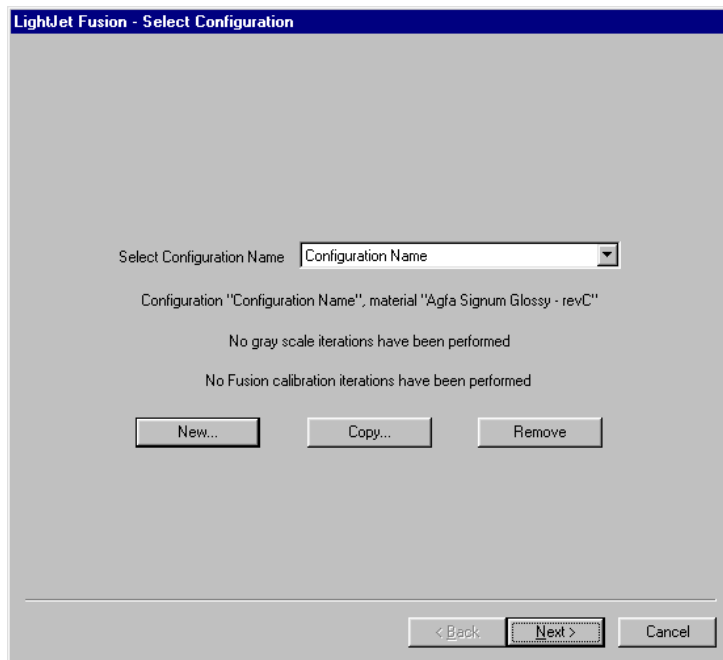 LightJet Fusion - Select Configuration
Select Configuration Name Configuration Name
Configuration "Configuration Name", material "Agfa Signum Glossy - revC"
No gray scale iterations have been performed
No Fusion calibration iterations have been performed
New... Copy... Remove
< Back Next > Cancel